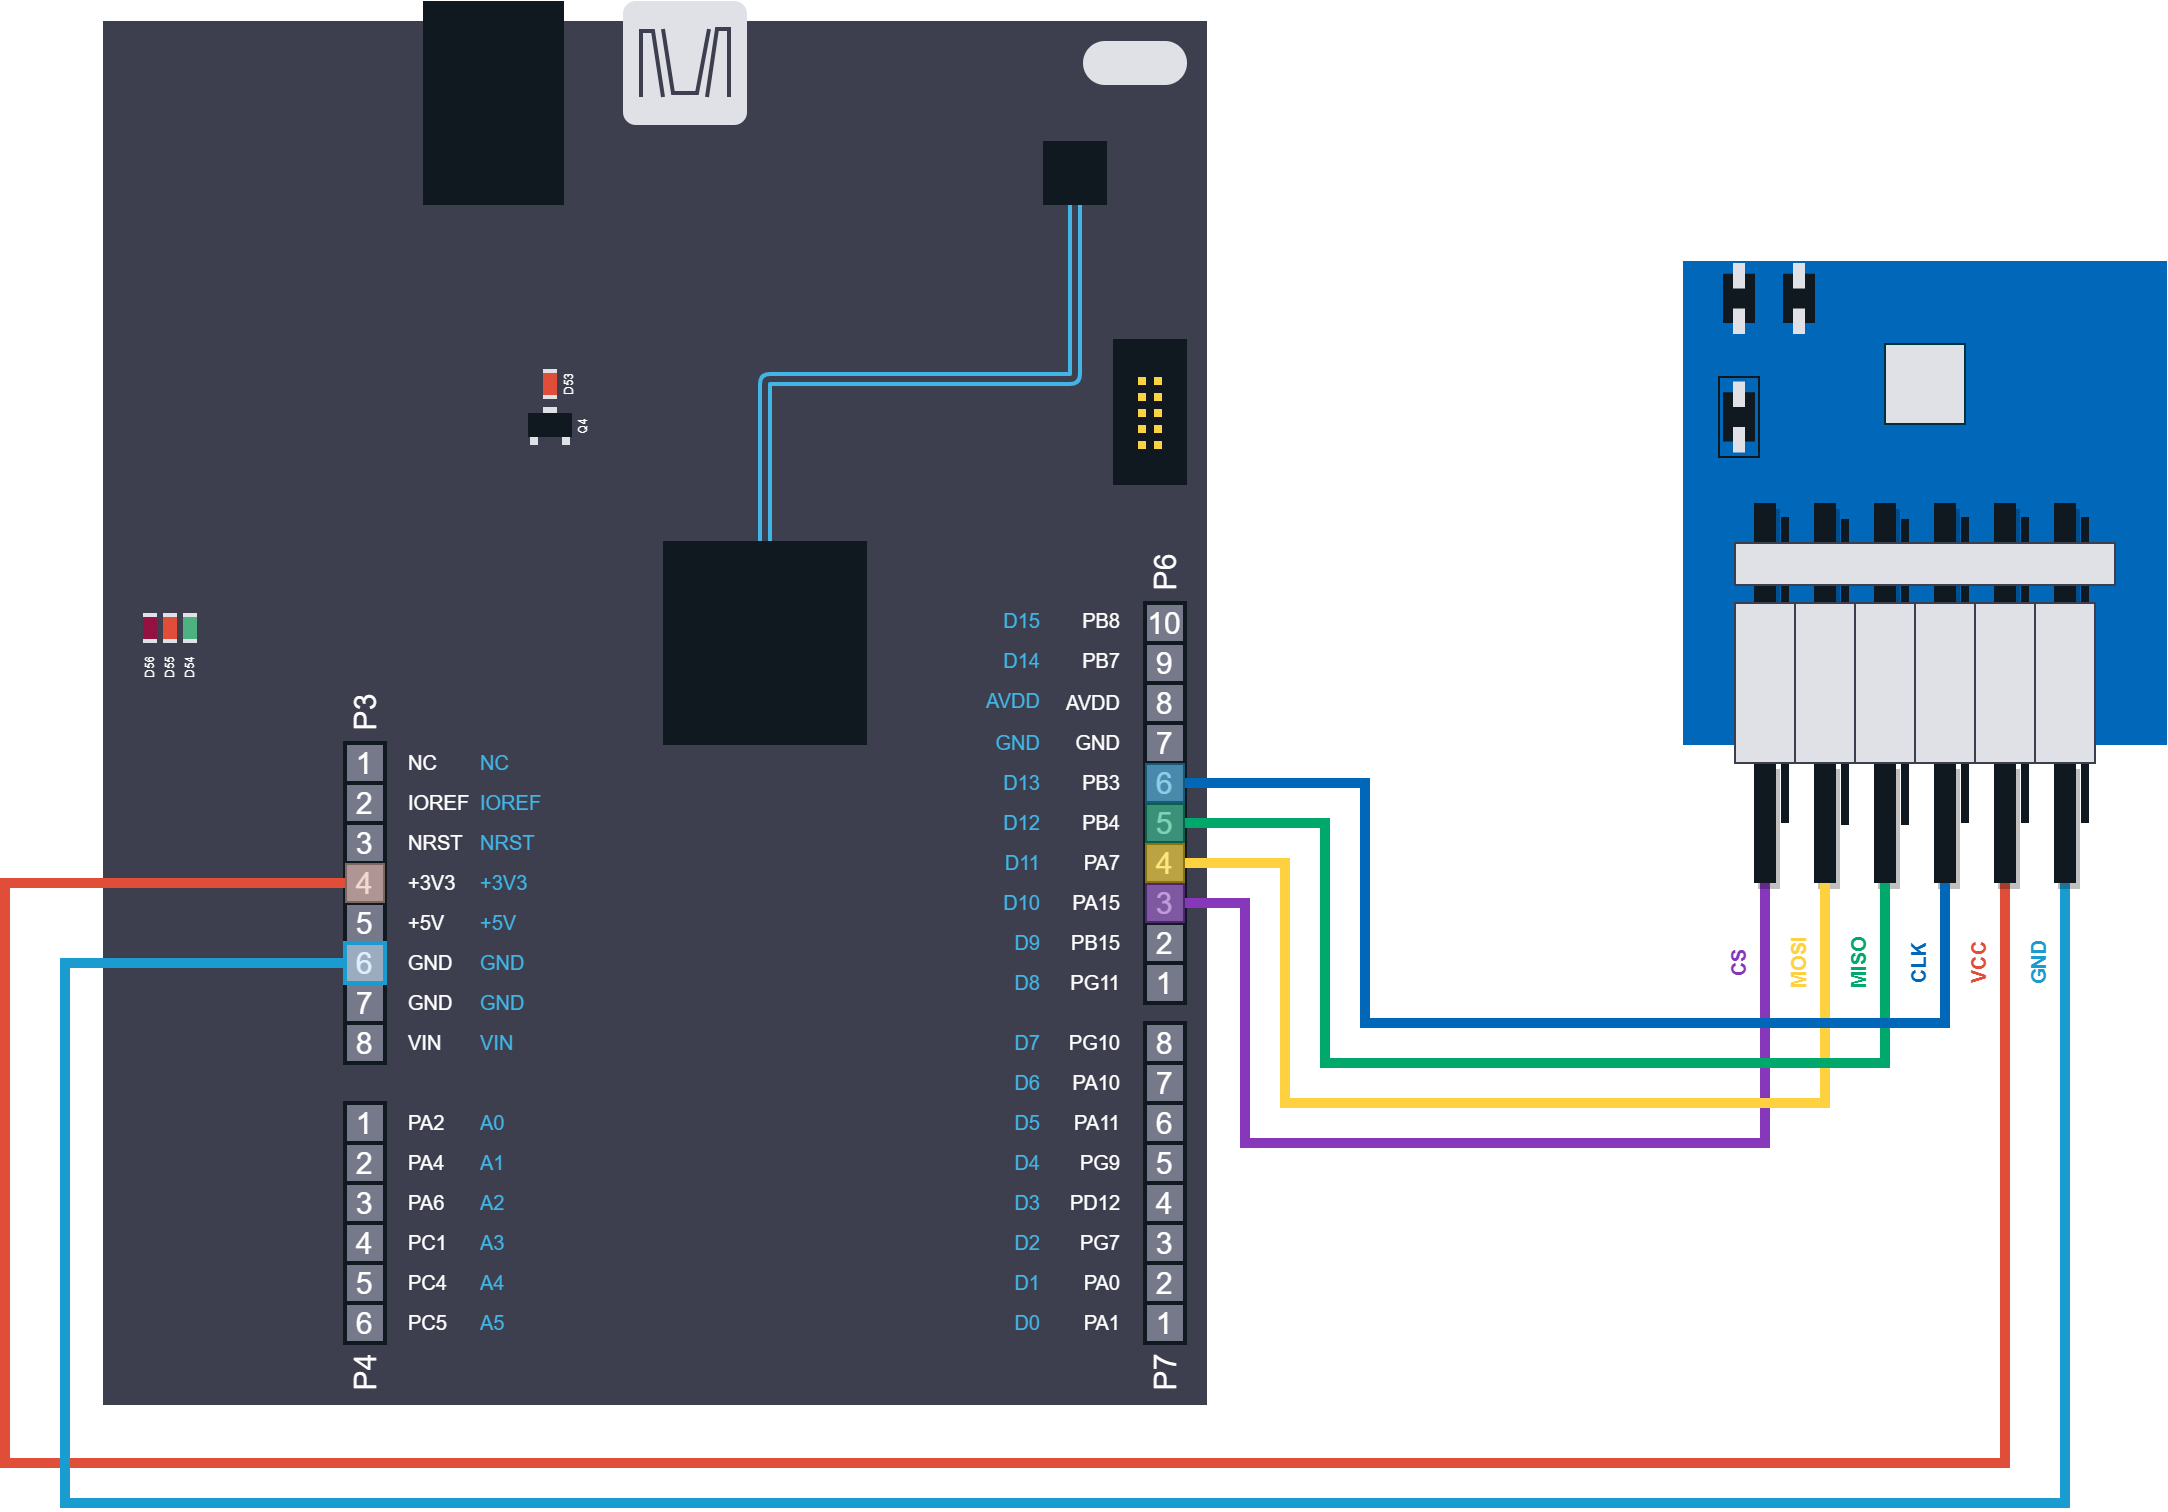 D53
Q4
D56 D55 D54
P3
1 NC NC
2 IOREF IOREF
3 NRST NRST
4 +3V3 +3V3
5 +5V +5V
6 GND GND
7 GND GND
8 VIN VIN
1 PA2 A0
2 PA4 A1
3 PA6 A2
4 PC1 A3
5 PC4 A4
6 PC5 A5
P4
P6
D15 PB8 10
D14 PB7 9
AVDD AVDD 8
GND GND 7
D13 PB3 6
D12 PB4 5
D11 PA7 4
D10 PA15 3
D9 PB15 2
D8 PG11 1
D7 PG10 8
D6 PA10 7
D5 PA11 6
D4 PG9 5
D3 PD12 4
D2 PG7 3
D1 PA0 2
D0 PA1 1
P7
CS MOSI MISO CLK VCC GND